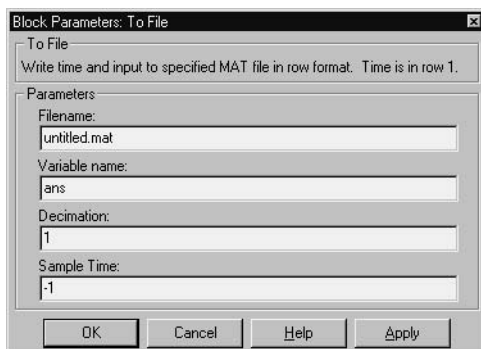 Block Parameters: To File
To File
Write time and input to specified MAT file in row format. Time is in row 1.
Parameters
Filename:
untitled.mat
Variable name:
ans
Decimation:
1
Sample Time:
-1
OK Cancel Help Apply